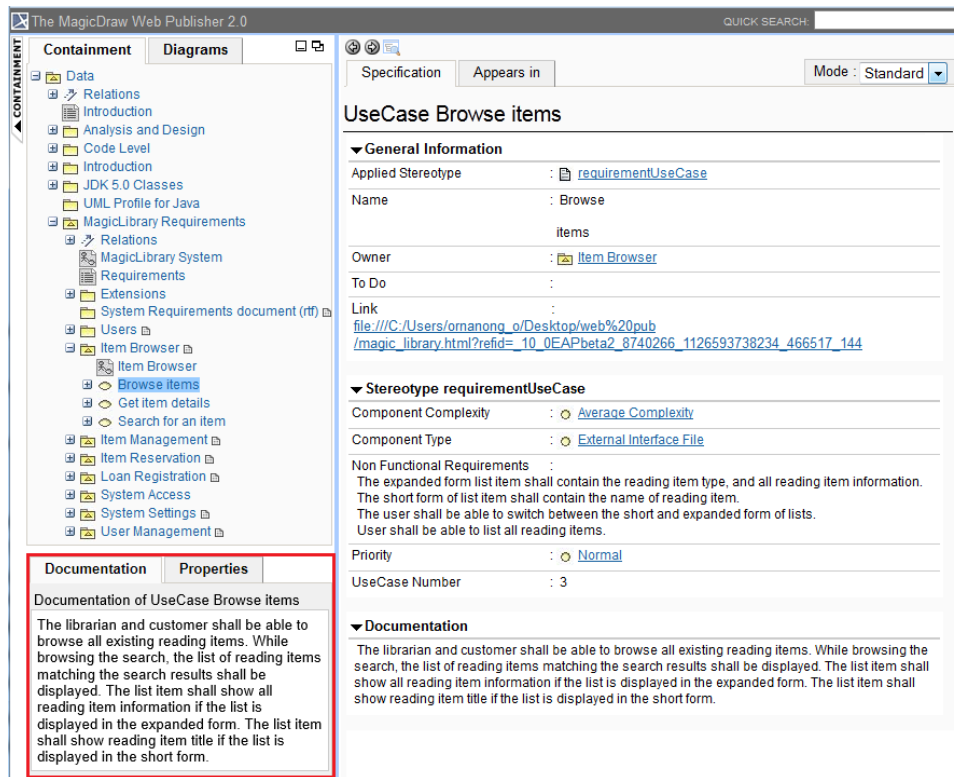 The MagicDraw Web Publisher 2.0
QUICK SEARCH:
CONTAINMENT
Containment
Diagrams
Data
Relations
Introduction
Analysis and Design
Code Level
Introduction
JDK 5.0 Classes
UML Profile for Java
MagicLibrary Requirements
Relations
MagicLibrary System
Requirements
Extensions
System Requirements document (rtf)
Users
Item Browser
Item Browser
Browse items
Get item details
Search for an item
Item Management
Item Reservation
Loan Registration
System Access
System Settings
User Management
Documentation
Properties
Documentation of UseCase Browse items
The librarian and customer shall be able to
browse all existing reading items. While
browsing the search, the list of reading items
matching the search results shall be
displayed. The list item shall show all
reading item information if the list is
displayed in the expanded form. The list item
shall show reading item title if the list is
displayed in the short form.
Specification
Appears in
Mode : Standard
UseCase Browse items
General Information
Applied Stereotype : requirementUseCase
Name : Browse
items
Owner : Item Browser
To Do :
Link :
file:///C:/Users/ornanong_o/Desktop/web%20pub
/magic_library.html?refid=_10_0EAPbeta2_8740266_1126593738234_466517_144
Stereotype requirementUseCase
Component Complexity : Average Complexity
Component Type : External Interface File
Non Functional Requirements :
The expanded form list item shall contain the reading item type, and all reading item information.
The short form of list item shall contain the name of reading item.
The user shall be able to switch between the short and expanded form of lists.
User shall be able to list all reading items.
Priority : Normal
UseCase Number : 3
Documentation
The librarian and customer shall be able to browse all existing reading items. While browsing the
search, the list of reading items matching the search results shall be displayed. The list item shall
show all reading item information if the list is displayed in the expanded form. The list item shall
show reading item title if the list is displayed in the short form.